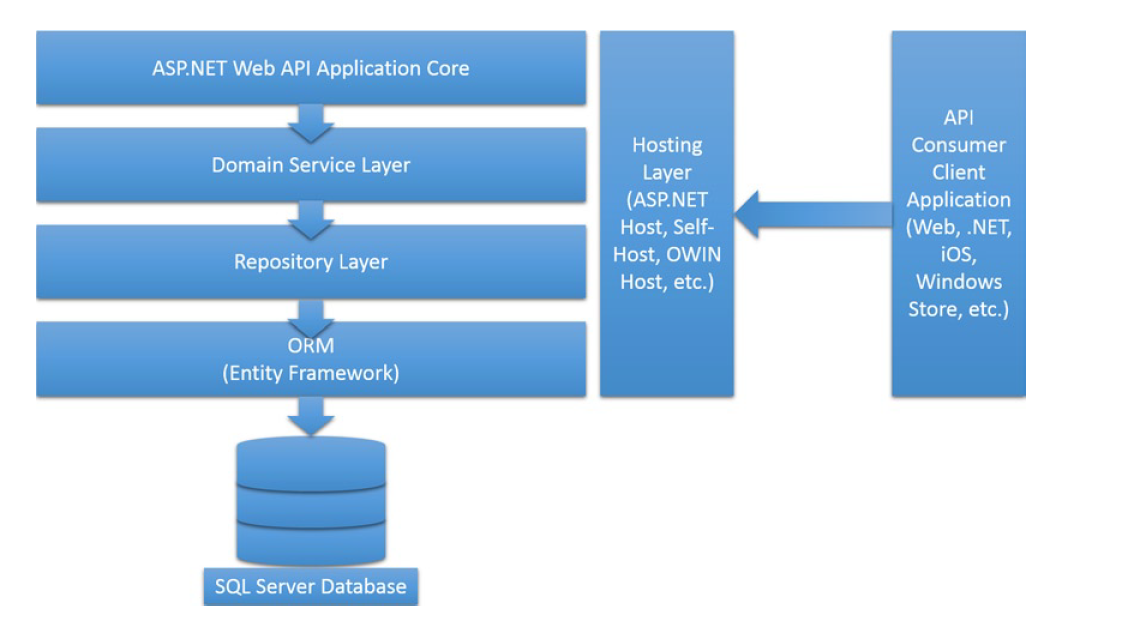 ASP.NET Web API Application Core
Domain Service Layer
Repository Layer
ORM
(Entity Framework)
SQL Server Database
Hosting
Layer
(ASP.NET
Host, Self-
Host, OWIN
Host, etc.)
API
Consumer
Client
Application
(Web, .NET,
iOS,
Windows
Store, etc.)